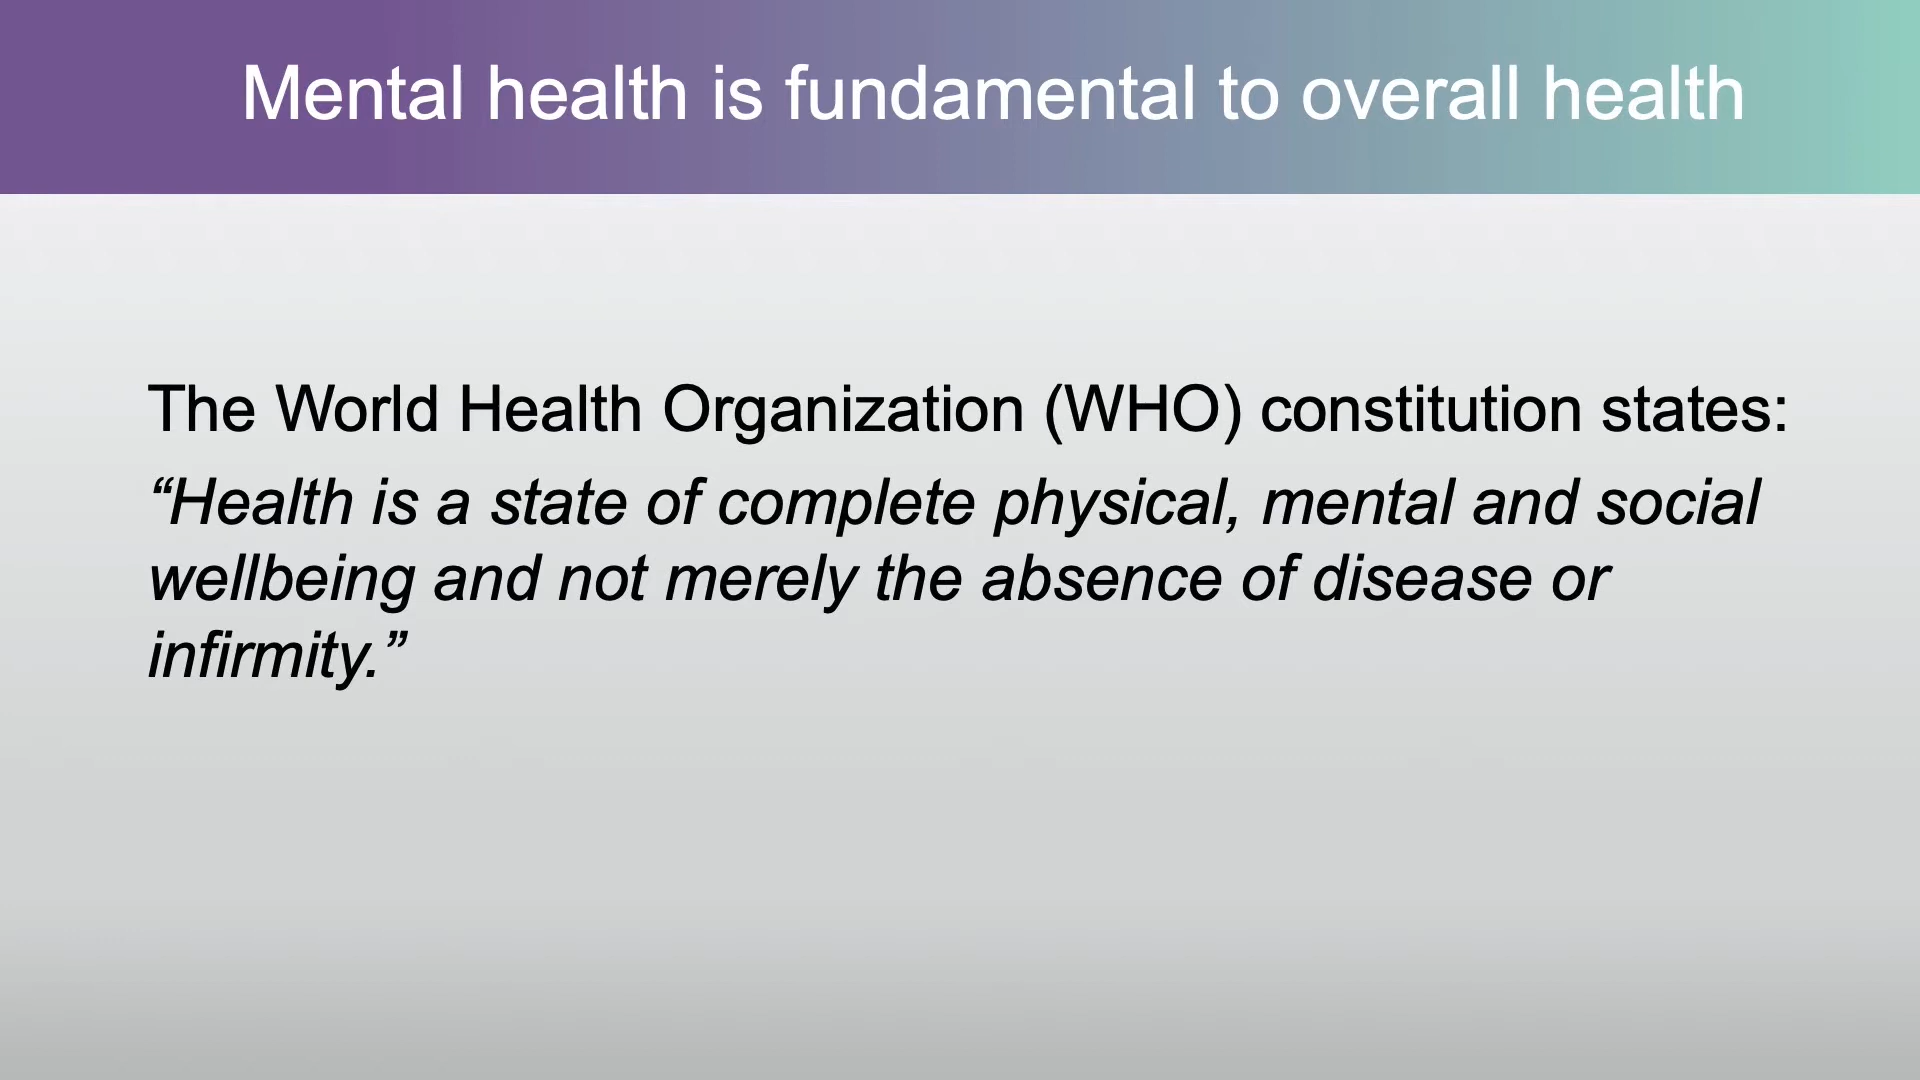 Mental health is fundamental to overall health
The World Health Organization (WHO) constitution states:
“Health is a state of complete physical, mental and social
wellbeing and not merely the absence of disease or
infirmity.”